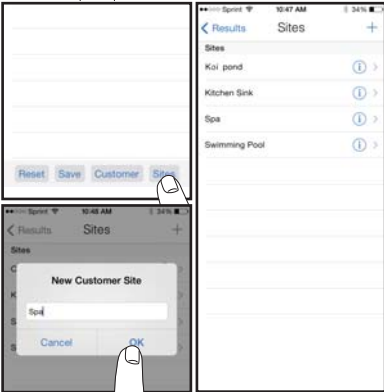 Reset Save Customer Sites
Sprint 10:48 AM 34%
Results Sites +
Sites
New Customer Site
Spa
Cancel OK
Sprint 10:47 AM 34%
Results Sites +
Sites
Koi pond
Kitchen Sink
Spa
Swimming Pool